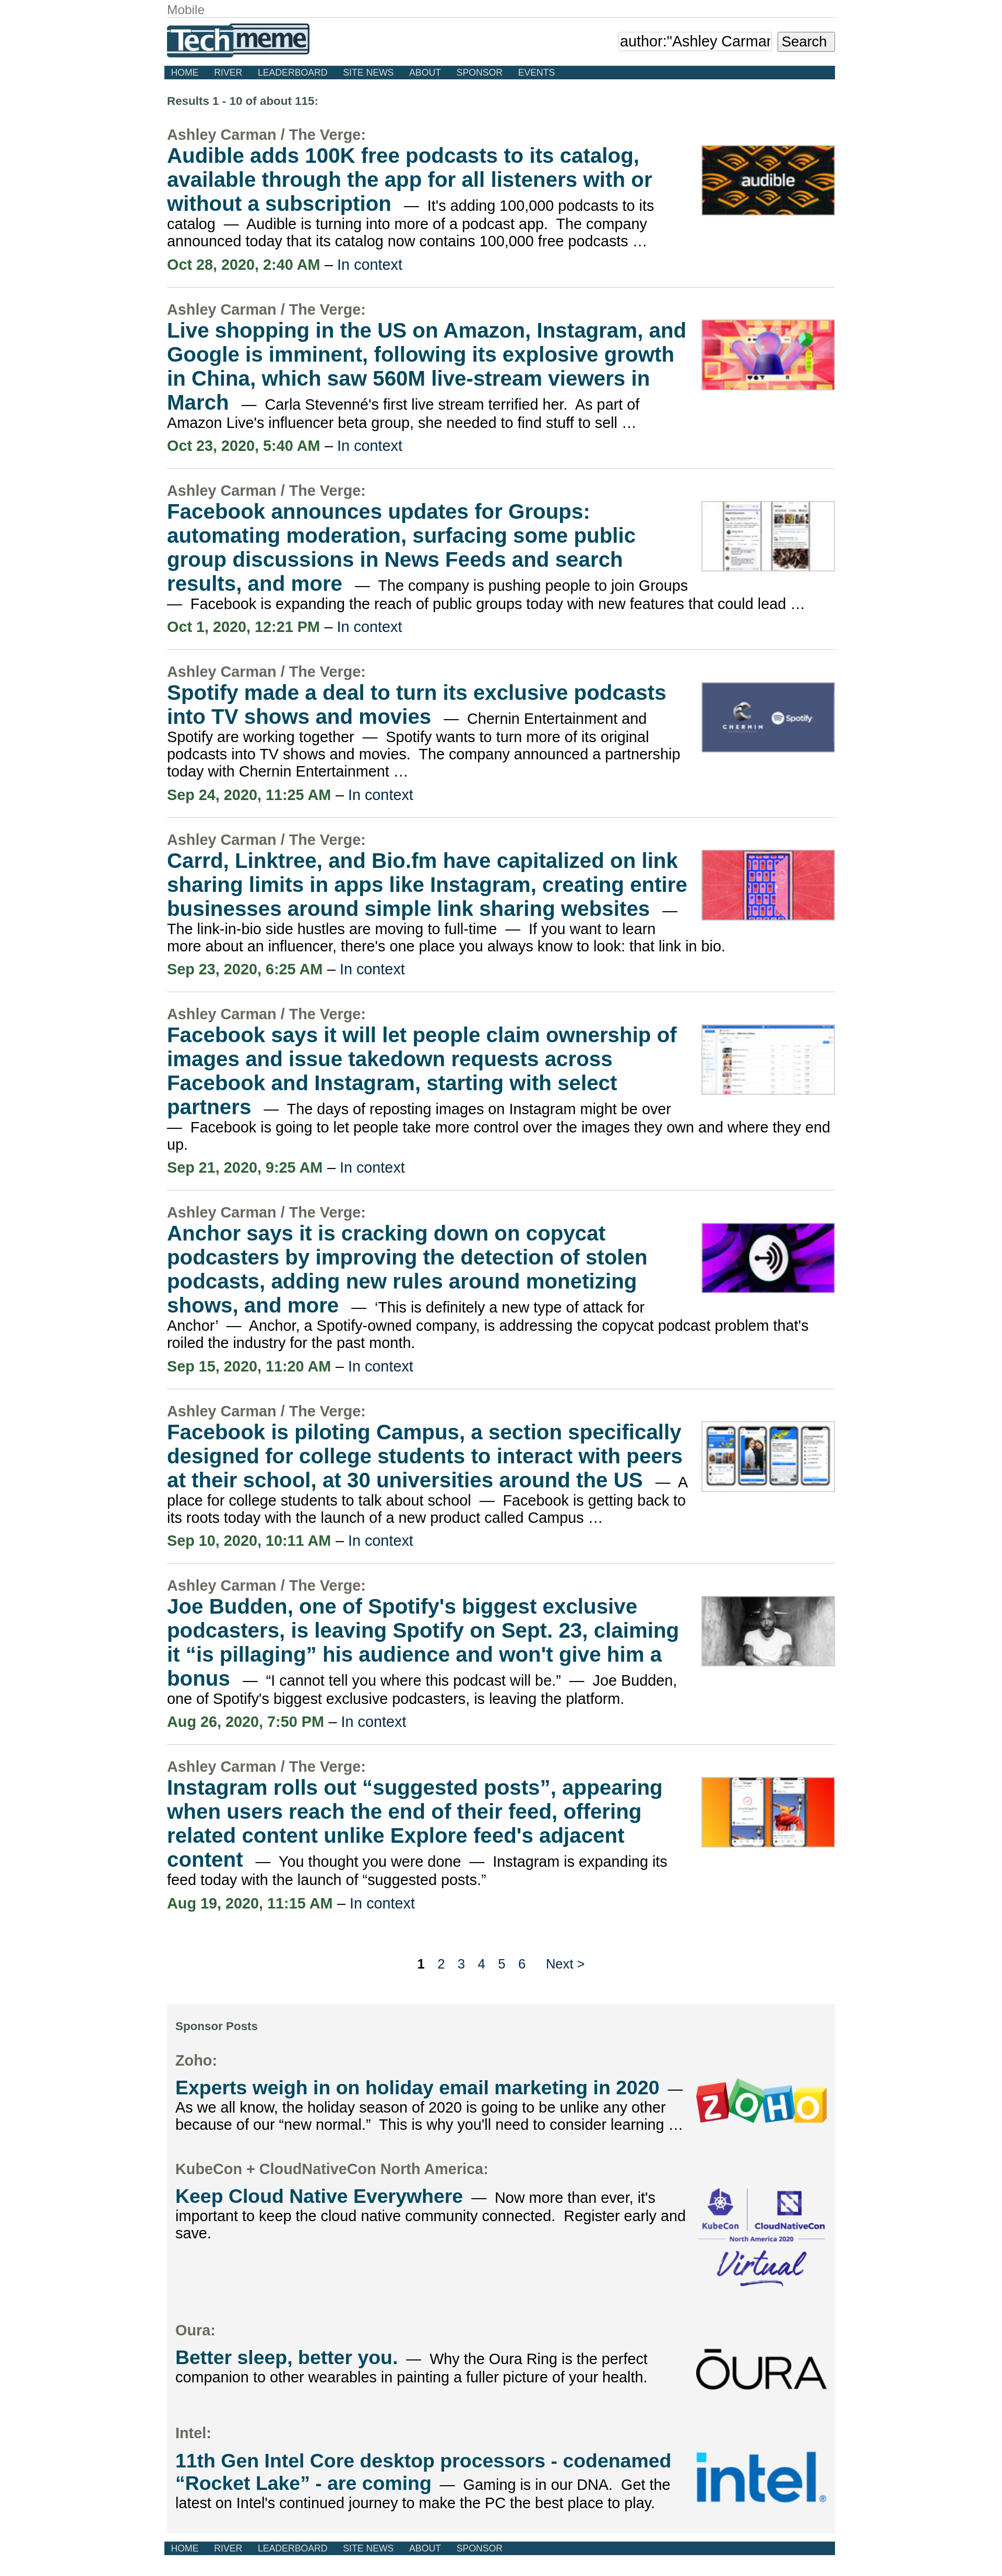 Mobile
Techmeme
author:"Ashley Carman
Search
HOME RIVER LEADERBOARD SITE NEWS ABOUT SPONSOR EVENTS
Results 1 - 10 of about 115:
Ashley Carman / The Verge:
Audible adds 100K free podcasts to its catalog,
available through the app for all listeners with or
without a subscription — It's adding 100,000 podcasts to its
catalog — Audible is turning into more of a podcast app. The company
announced today that its catalog now contains 100,000 free podcasts …
audible
Oct 28, 2020, 2:40 AM – In context
Ashley Carman / The Verge:
Live shopping in the US on Amazon, Instagram, and
Google is imminent, following its explosive growth
in China, which saw 560M live-stream viewers in
March — Carla Stevenné's first live stream terrified her. As part of
Amazon Live's influencer beta group, she needed to find stuff to sell …
Oct 23, 2020, 5:40 AM – In context
Ashley Carman / The Verge:
Facebook announces updates for Groups:
automating moderation, surfacing some public
group discussions in News Feeds and search
results, and more — The company is pushing people to join Groups
— Facebook is expanding the reach of public groups today with new features that could lead …
Oct 1, 2020, 12:21 PM – In context
Ashley Carman / The Verge:
Spotify made a deal to turn its exclusive podcasts
into TV shows and movies — Chernin Entertainment and
Spotify are working together — Spotify wants to turn more of its original
podcasts into TV shows and movies. The company announced a partnership
today with Chernin Entertainment …
CHERNIN
Spotify
Sep 24, 2020, 11:25 AM – In context
Ashley Carman / The Verge:
Carrd, Linktree, and Bio.fm have capitalized on link
sharing limits in apps like Instagram, creating entire
businesses around simple link sharing websites —
The link-in-bio side hustles are moving to full-time — If you want to learn
more about an influencer, there's one place you always know to look: that link in bio.
Sep 23, 2020, 6:25 AM – In context
Ashley Carman / The Verge:
Facebook says it will let people claim ownership of
images and issue takedown requests across
Facebook and Instagram, starting with select
partners — The days of reposting images on Instagram might be over
— Facebook is going to let people take more control over the images they own and where they end
up.
Sep 21, 2020, 9:25 AM – In context
Ashley Carman / The Verge:
Anchor says it is cracking down on copycat
podcasters by improving the detection of stolen
podcasts, adding new rules around monetizing
shows, and more — ‘This is definitely a new type of attack for
Anchor’ — Anchor, a Spotify-owned company, is addressing the copycat podcast problem that's
roiled the industry for the past month.
Sep 15, 2020, 11:20 AM – In context
Ashley Carman / The Verge:
Facebook is piloting Campus, a section specifically
designed for college students to interact with peers
at their school, at 30 universities around the US — A
place for college students to talk about school — Facebook is getting back to
its roots today with the launch of a new product called Campus …
Sep 10, 2020, 10:11 AM – In context
Ashley Carman / The Verge:
Joe Budden, one of Spotify's biggest exclusive
podcasters, is leaving Spotify on Sept. 23, claiming
it “is pillaging” his audience and won't give him a
bonus — “I cannot tell you where this podcast will be.” — Joe Budden,
one of Spotify's biggest exclusive podcasters, is leaving the platform.
Aug 26, 2020, 7:50 PM – In context
Ashley Carman / The Verge:
Instagram rolls out “suggested posts”, appearing
when users reach the end of their feed, offering
related content unlike Explore feed's adjacent
content — You thought you were done — Instagram is expanding its
feed today with the launch of “suggested posts.”
Aug 19, 2020, 11:15 AM – In context
1 2 3 4 5 6 Next >
Sponsor Posts
Zoho:
Experts weigh in on holiday email marketing in 2020 —
As we all know, the holiday season of 2020 is going to be unlike any other
because of our “new normal.” This is why you'll need to consider learning …
ZOHO
KubeCon + CloudNativeCon North America:
Keep Cloud Native Everywhere — Now more than ever, it's
important to keep the cloud native community connected. Register early and
save.
KubeCon CloudNativeCon
North America 2020
Virtual
Oura:
Better sleep, better you. — Why the Oura Ring is the perfect
companion to other wearables in painting a fuller picture of your health.
ŌURA
Intel:
11th Gen Intel Core desktop processors - codenamed
“Rocket Lake” - are coming — Gaming is in our DNA. Get the
latest on Intel's continued journey to make the PC the best place to play.
intel®
HOME RIVER LEADERBOARD SITE NEWS ABOUT SPONSOR